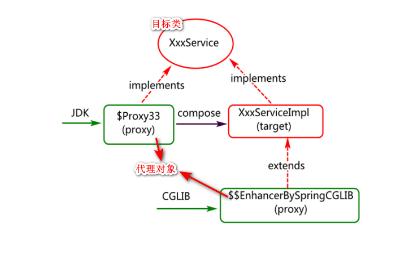 目标类
XxxService
implements
implements
JDK
$Proxy33
(proxy)
compose
XxxServiceImpl
(target)
代理对象
extends
CGLIB
$$EnhancerBySpringCGLIB
(proxy)